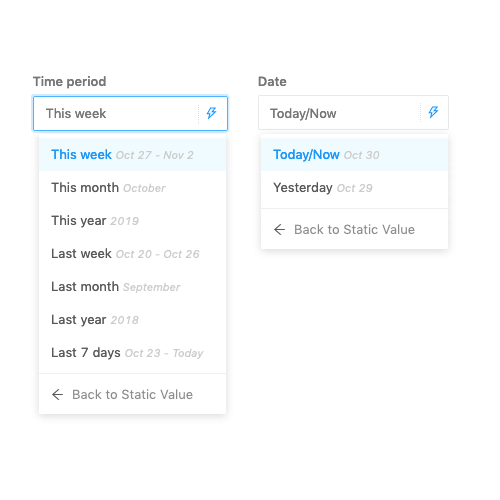 Time period
This week
This week Oct 27 - Nov 2
This month October
This year 2019
Last week Oct 20 - Oct 26
Last month September
Last year 2018
Last 7 days Oct 23 - Today
Back to Static Value
Date
Today/Now
Today/Now Oct 30
Yesterday Oct 29
Back to Static Value